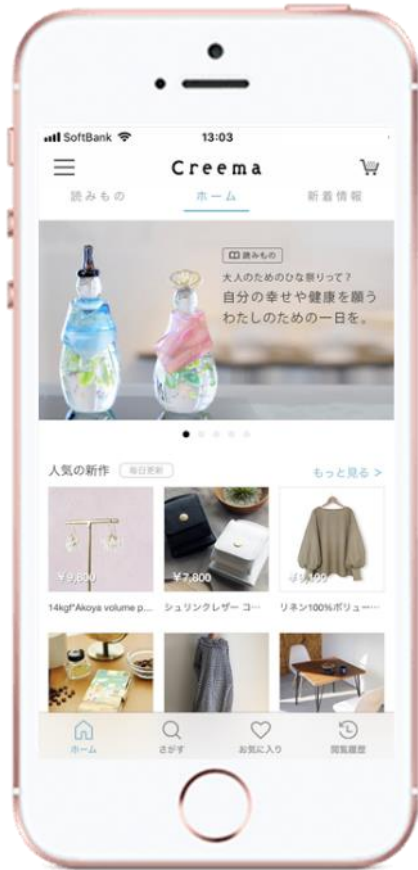 SoftBank
13:03
Creema
読みもの
ホーム
新着情報
読みもの
大人のためのひな祭りって?
自分の幸せや健康を願う
わたしのための一日を。
人気の新作
毎日更新
もっと見る >
¥9,800
¥7,800
¥9,100
14kgf*Akoya volume p...
シュリンクレザー コ…
リネン100%ボリュー…
ホーム
さがす
お気に入り
閲覧履歴